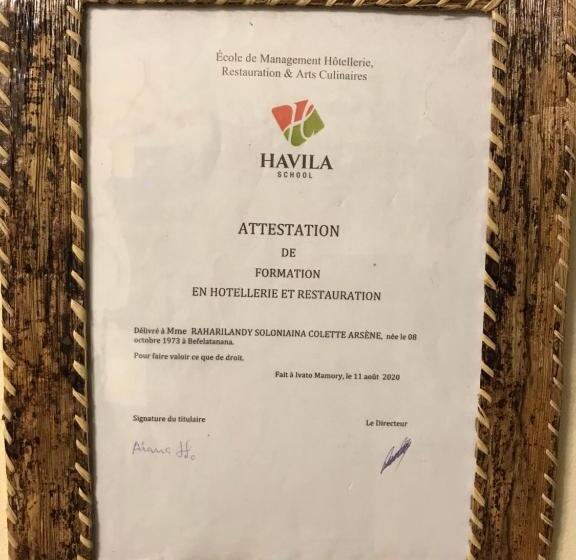 École de Management Hôtellerie,
Restauration & Arts Culinaires
HAVILA
SCHOOL
ATTESTATION
DE
FORMATION
EN HOTELLERIE ET RESTAURATION
Délivré à Mme RAHARILANDY SOLONIAINA COLETTE ARSÈNE, née le 08
octobre 1973 à Befelatanana.
Pour faire valoir ce que de droit.
Fait à Ivato Mamory, le 11 août 2020
Signature du titulaire
Le Directeur